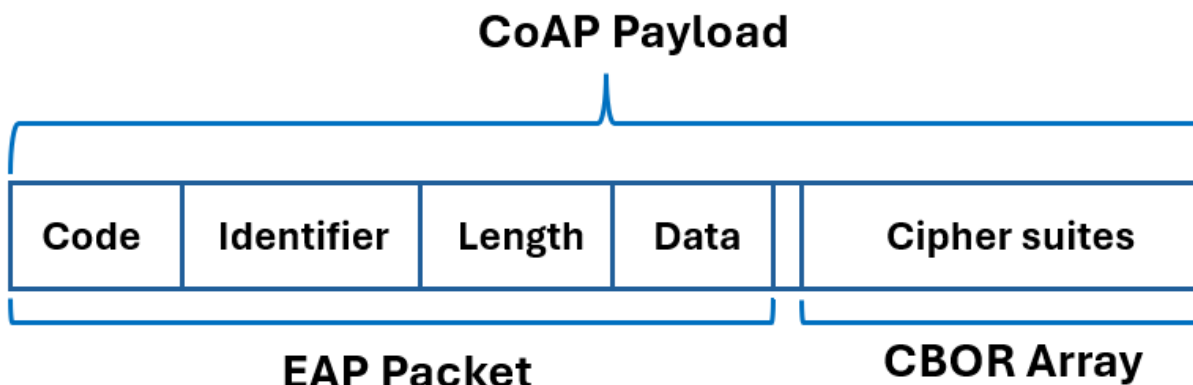 CoAP Payload
Code Identifier Length Data Cipher suites
EAP Packet CBOR Array